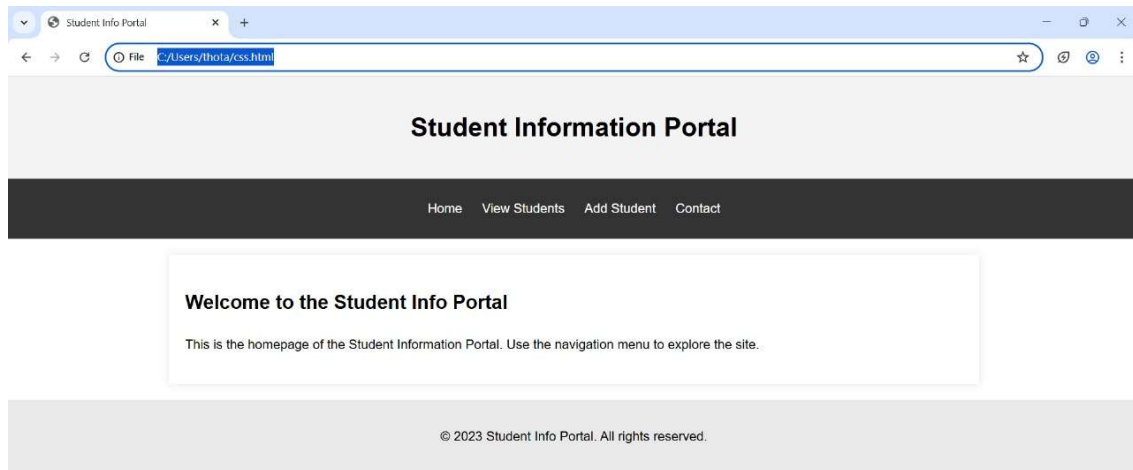 Student Info Portal
File C:/Users/thota/css.html
Student Information Portal
Home View Students Add Student Contact
Welcome to the Student Info Portal
This is the homepage of the Student Information Portal. Use the navigation menu to explore the site.
© 2023 Student Info Portal. All rights reserved.